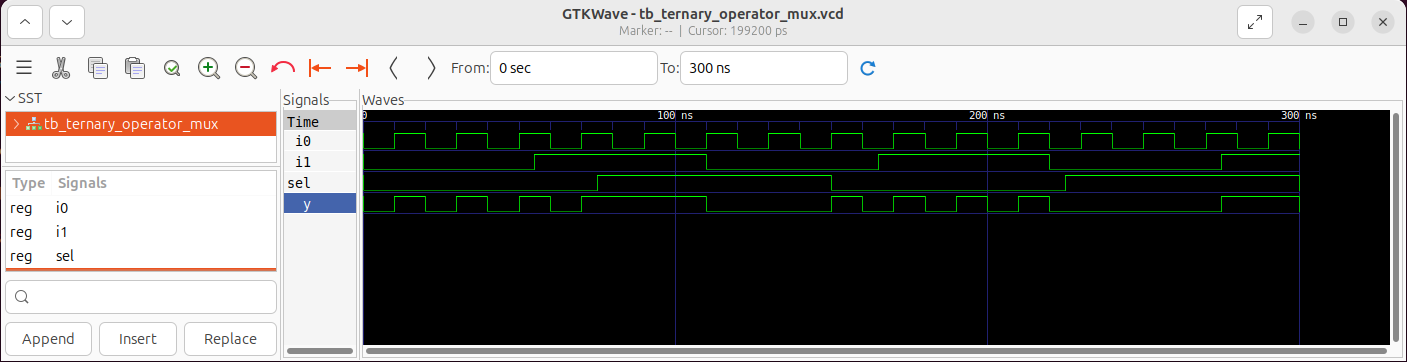 GTKWave - tb_ternary_operator_mux.vcd
Marker: -- | Cursor: 199200 ps
From: 0 sec To: 300 ns
SST
tb_ternary_operator_mux
Type Signals
reg i0
reg i1
reg sel
Append Insert Replace
Signals
Time
i0
i1
sel
y
Waves
0 100 ns 200 ns 300 ns